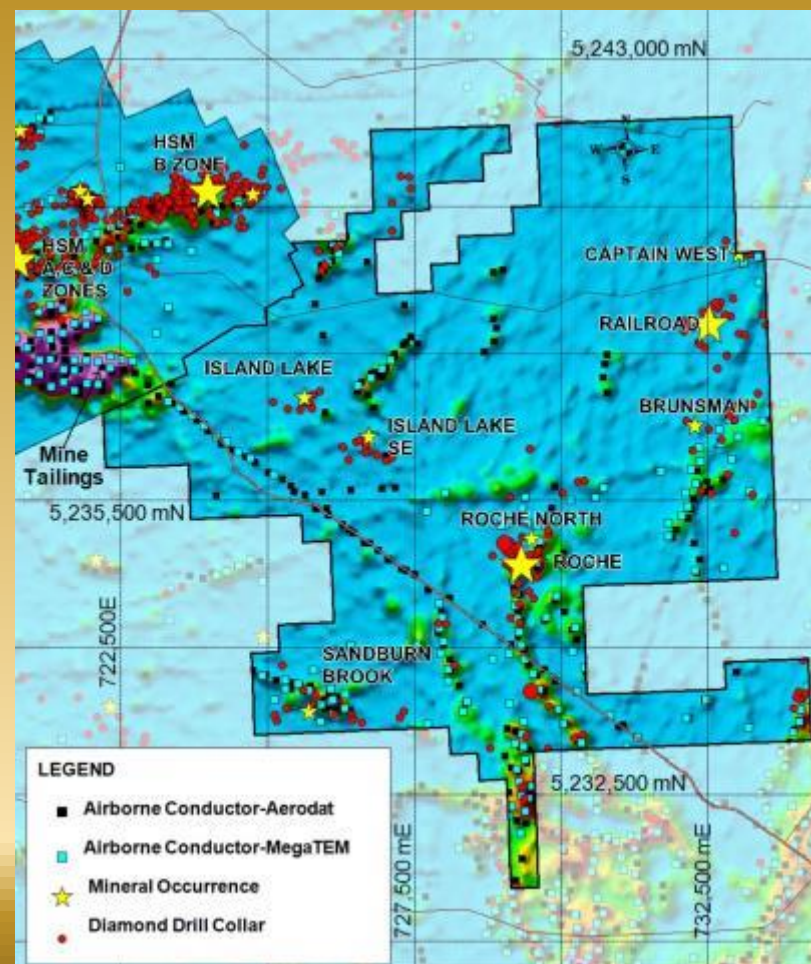 5,243,000 mN
N
W E
S
HSM
B ZONE
HSM
A,C & D
ZONES
CAPTAIN WEST
RAILROAD
ISLAND LAKE
BRUNSMAN
ISLAND LAKE
SE
Mine
Tailings
5,235,500 mN
ROCHE NORTH
ROCHE
722,500E
SANDBURN
BROOK
5,232,500 mN
727,500 mE
732,500 mE
LEGEND
Airborne Conductor-Aerodat
Airborne Conductor-MegaTEM
Mineral Occurrence
Diamond Drill Collar